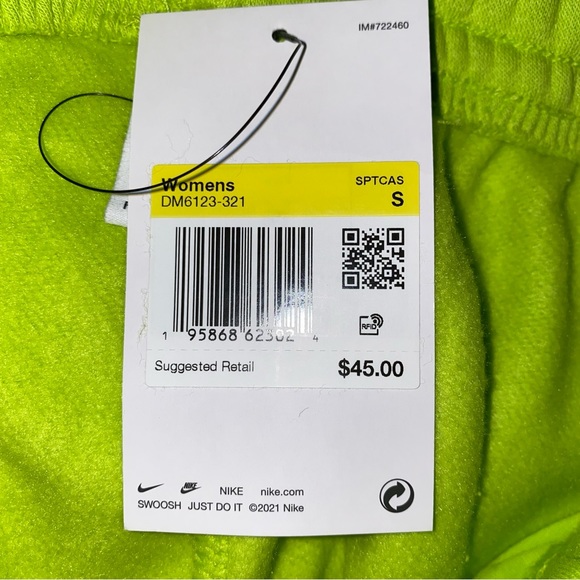 IM#722460
Womens SPTCAS
DM6123-321 S
RFID
1 95868 62302 4
Suggested Retail $45.00
NIKE NIKE nike.com
SWOOSH JUST DO IT ©2021 Nike